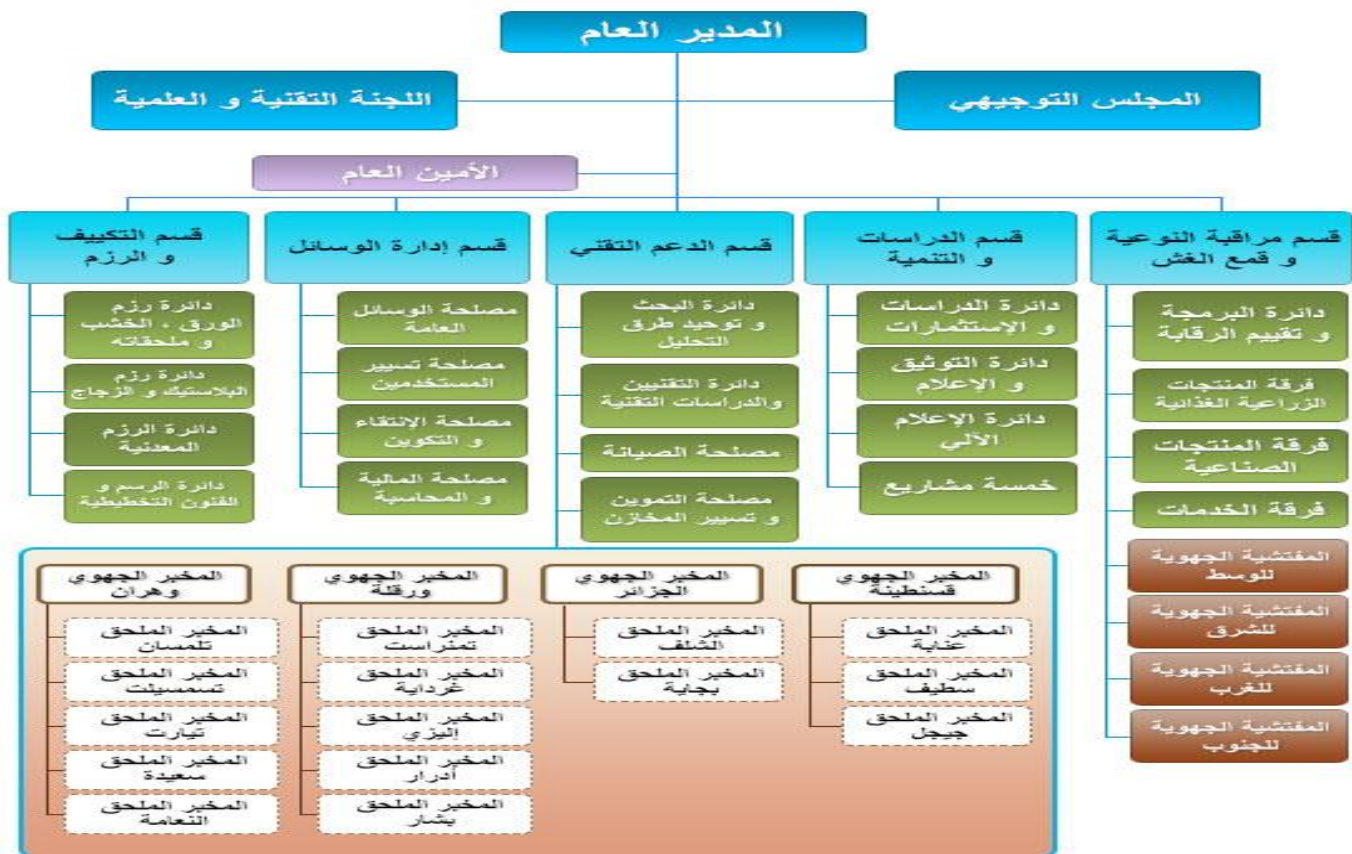 المدير العام
المجلس التوجيهي
اللجنة التقنية و العلمية
الأمين العام
قسم مراقبة النوعية
و قمع الغش
دائرة البرمجة
و تقييم الرقابة
فرقة المنتجات
الزراعية الغذائية
فرقة المنتجات
الصناعية
فرقة الخدمات
المفتشية الجهوية
للوسط
المفتشية الجهوية
للشرق
المفتشية الجهوية
للغرب
المفتشية الجهوية
للجنوب
قسم الدراسات
و التنمية
دائرة الدراسات
و الإستثمارات
دائرة التوثيق
و الإعلام
دائرة الإعلام
الآلي
خمسة مشاريع
قسم الدعم التقني
دائرة البحث
و توحيد طرق
التحليل
دائرة التقنيين
والدراسات التقنية
مصلحة الصيانة
مصلحة التموين
و تسيير المخازن
قسم إدارة الوسائل
مصلحة الوسائل
العامة
مصلحة تسيير
المستخدمين
مصلحة الإنتقاء
و التكوين
مصلحة المالية
و المحاسبة
قسم التكييف
و الرزم
دائرة رزم
الورق ، الخشب
و ملحقاته
دائرة رزم
البلاستيك و الزجاج
دائرة الرزم
المعدنية
دائرة الرسم و
الفنون التخطيطية
المخبر الجهوي
قسنطينة
المخبر الملحق
عنابة
المخبر الملحق
سطيف
المخبر الملحق
جيجل
المخبر الجهوي
الجزائر
المخبر الملحق
الشلف
المخبر الملحق
بجاية
المخبر الجهوي
ورقلة
المخبر الملحق
تمنراست
المخبر الملحق
غرداية
المخبر الملحق
إليزي
المخبر الملحق
أدرار
المخبر الملحق
بشار
المخبر الجهوي
وهران
المخبر الملحق
تلمسان
المخبر الملحق
تسمسيلت
المخبر الملحق
تيارت
المخبر الملحق
سعيدة
المخبر الملحق
النعامة